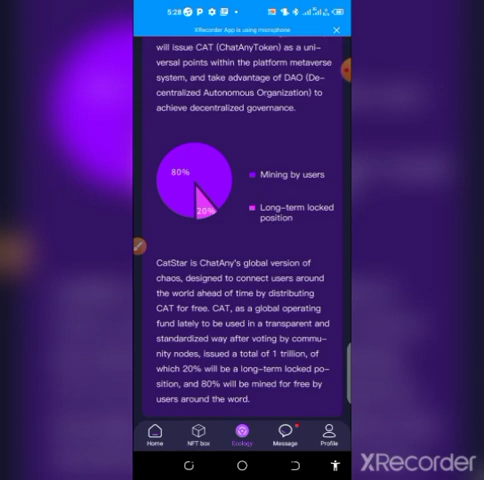 5:28
XRecorder App is using microphone
will issue CAT (ChatAnyToken) as a uni-
versal points within the platform metaverse
system, and take advantage of DAO (De-
centralized Autonomous Organization) to
achieve decentralized governance.
80%
Mining by users
20%
Long-term locked
position
CatStar is ChatAny's global version of
chaos, designed to connect users around
the world ahead of time by distributing
CAT for free. CAT, as a global operating
fund lately to be used in a transparent and
standardized way after voting by commu-
nity nodes, issued a total of 1 trillion, of
which 20% will be a long-term locked po-
sition, and 80% will be mined for free by
users around the word.
Home NFT box Ecology Message Profile
XRecorder